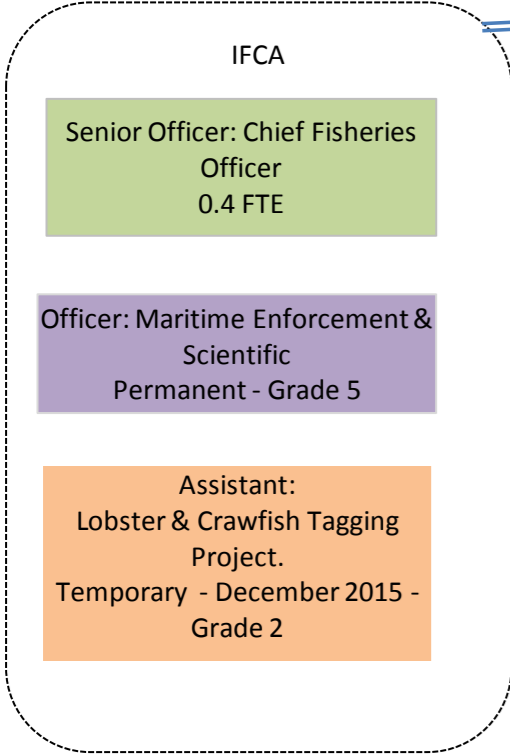 IFCA
Senior Officer: Chief Fisheries
Officer
0.4 FTE
Officer: Maritime Enforcement &
Scientific
Permanent - Grade 5
Assistant:
Lobster & Crawfish Tagging
Project.
Temporary - December 2015 -
Grade 2